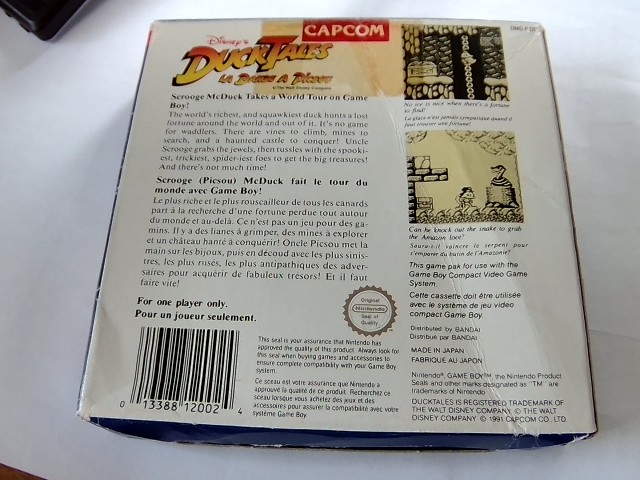 CAPCOM
DISNEY'S
DUCKTALES
LA BANDE A PICSOU
©The Walt Disney Company
Scrooge McDuck Takes a World Tour on Game
Boy!
The world's richest, and squawkiest duck hunts a lost
fortune around the world and out of it. It's no game
for waddlers. There are vines to climb, mines to
search, and a haunted castle to conquer! Uncle
Scrooge grabs the jewels, then tussles with the spooki-
est, trickiest, spider-iest foes to get the big treasures!
And there's not much time!
Scrooge (Picsou) McDuck fait le tour du
monde avec Game Boy!
Le plus riche et le plus rouscailleur de tous les canards
part à la recherche d'une fortune perdue tout autour
du monde et au-delà. Ce n'est pas un jeu pour des ga-
mins. Il y a des lianes à grimper, des mines à explorer
et un château hanté à conquérir! Oncle Picsou met la
main sur les bijoux, puis en découd avec les plus sinis-
tres, les plus rusés, les plus antipathiques des adver-
saires pour acquérir de fabuleux trésors! Et il faut
faire vite!
For one player only.
Pour un joueur seulement.
0 13388 12002 4
This seal is your assurance that Nintendo has
approved the quality of this product. Always look for
this seal when buying games and accessories to
ensure complete compatibility with your Game Boy
system.
Ce sceau est votre assurance que Nintendo a
approuvé la qualité de ce produit. Recherchez ce
sceau lorsque vous achetez des jeux et des
accessoires pour assurer la compatibilité avec votre
système Game Boy.
Original
Nintendo
Seal of
Quality
No ice is nice when there's a fortune
to find!
La glace n'est jamais sympatique quand il
faut trouver une fortune!
Can he knock out the snake to grab
the Amazon loot?
Saura-t-il vaincre le serpent pour
s'emparer du butin de l'Amazonie?
This game pak for use with the
Game Boy Compact Video Game
System.
Cette cassette doit être utilisée
avec le système de jeu video
compact Game Boy.
Distributed by BANDAI
Distribué par BANDAI
MADE IN JAPAN
FABRIQUE AU JAPON
Nintendo®, GAME BOY™, the Nintendo Product
Seals and other marks designated as "TM" are
trademarks of Nintendo
DUCKTALES IS REGISTERED TRADEMARK OF
THE WALT DISNEY COMPANY. © THE WALT
DISNEY COMPANY © 1991 CAPCOM CO. LTD.